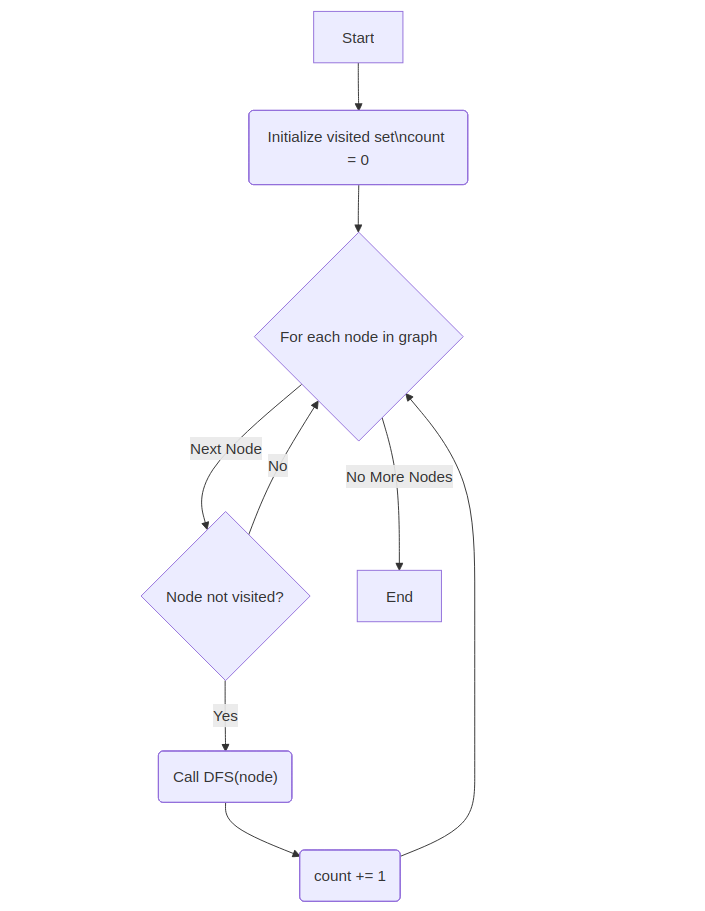 Start
Initialize visited set\ncount
= 0
For each node in graph
Next Node
No
No More Nodes
Node not visited?
End
Yes
Call DFS(node)
count += 1